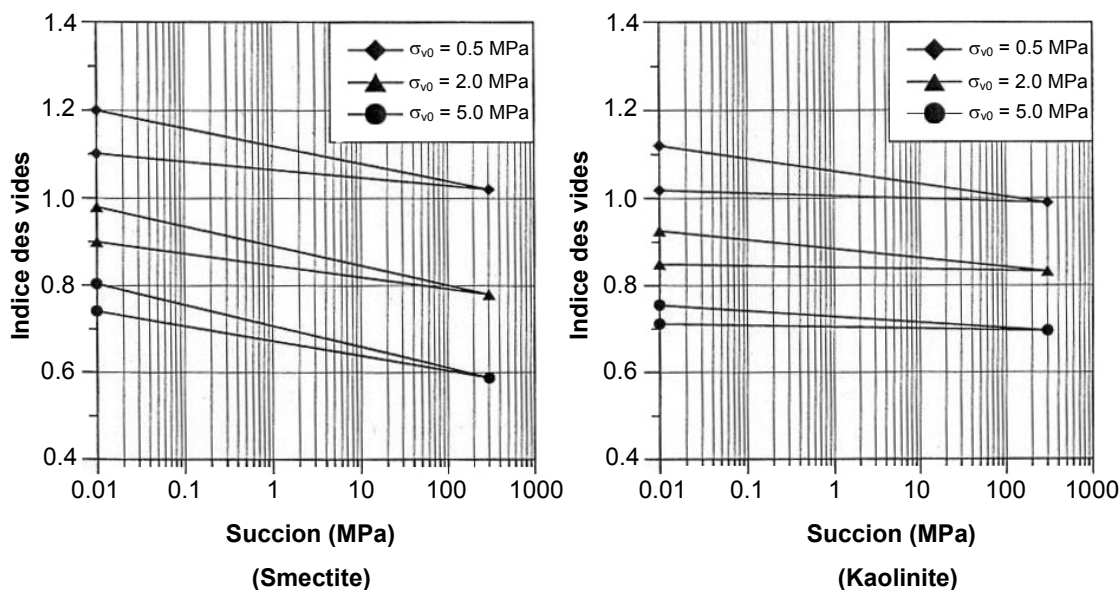 1.4
1.2
1.0
0.8
0.6
0.4
Indice des vides
σv0 = 0.5 MPa
σv0 = 2.0 MPa
σv0 = 5.0 MPa
0.01 0.1 1 10 100 1000
Succion (MPa)
(Smectite)
1.4
1.2
1.0
0.8
0.6
0.4
Indice des vides
σv0 = 0.5 MPa
σv0 = 2.0 MPa
σv0 = 5.0 MPa
0.01 0.1 1 10 100 1000
Succion (MPa)
(Kaolinite)